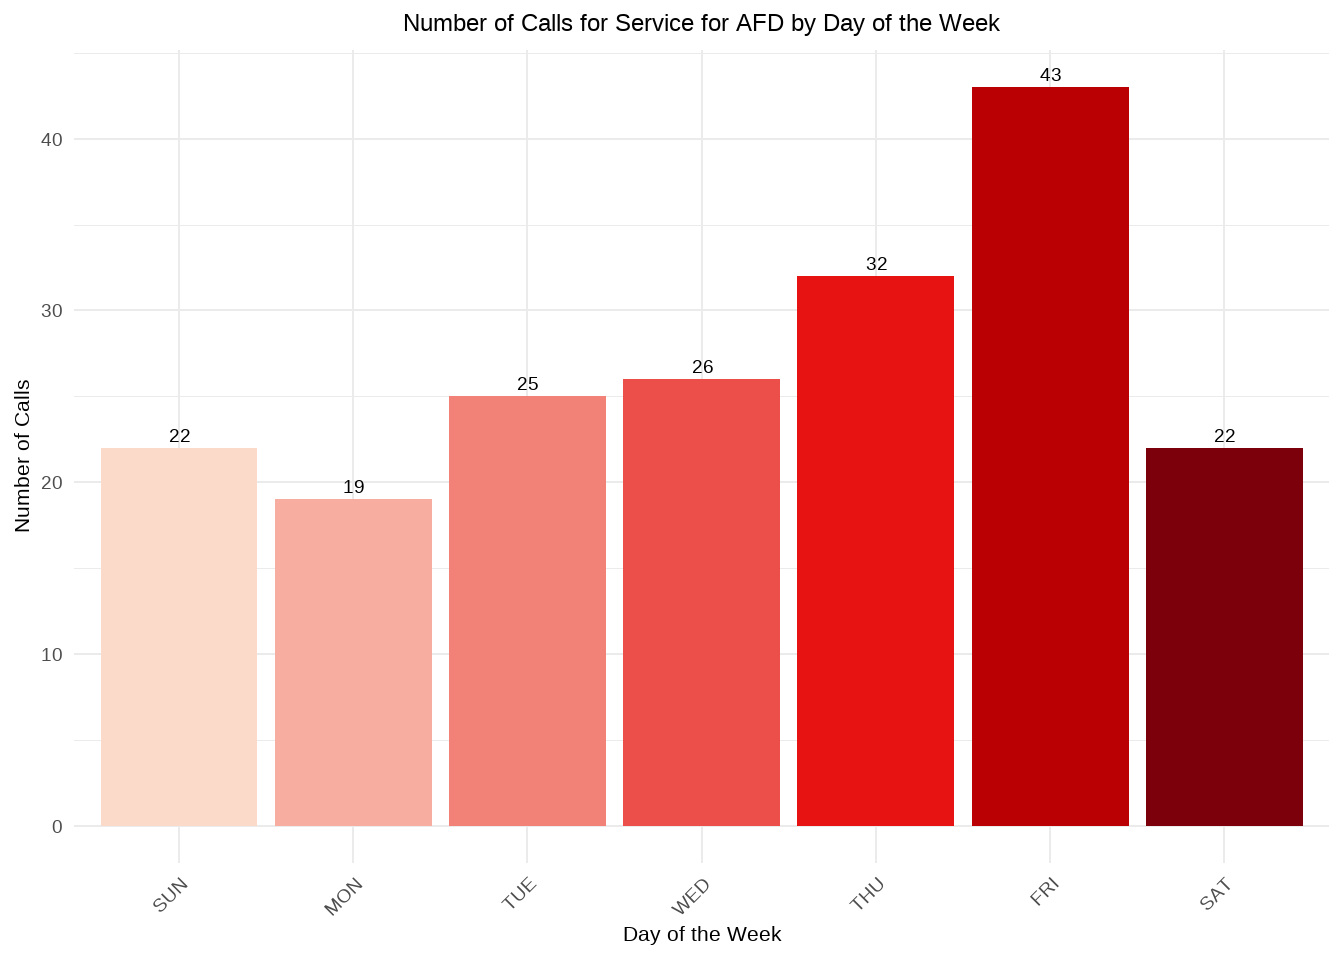 Number of Calls for Service for AFD by Day of the Week
43
40
32
30
26
25
22
22
20
19
10
0
Number of Calls
SUN
MON
TUE
WED
THU
FRI
SAT
Day of the Week